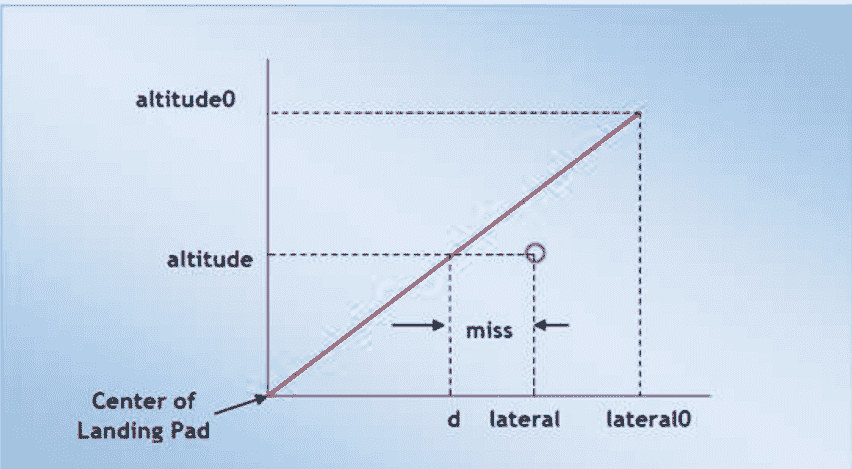 altitude0
altitude
miss
Center of
Landing Pad
d lateral lateral0